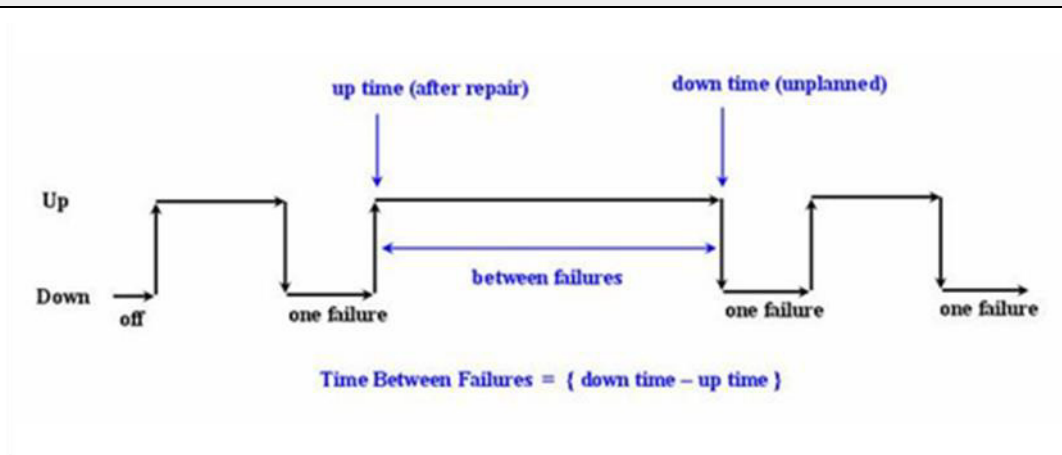 up time (after repair)
down time (unplanned)
Up
between failures
Down
off
one failure
one failure
one failure
Time Between Failures = { down time – up time }